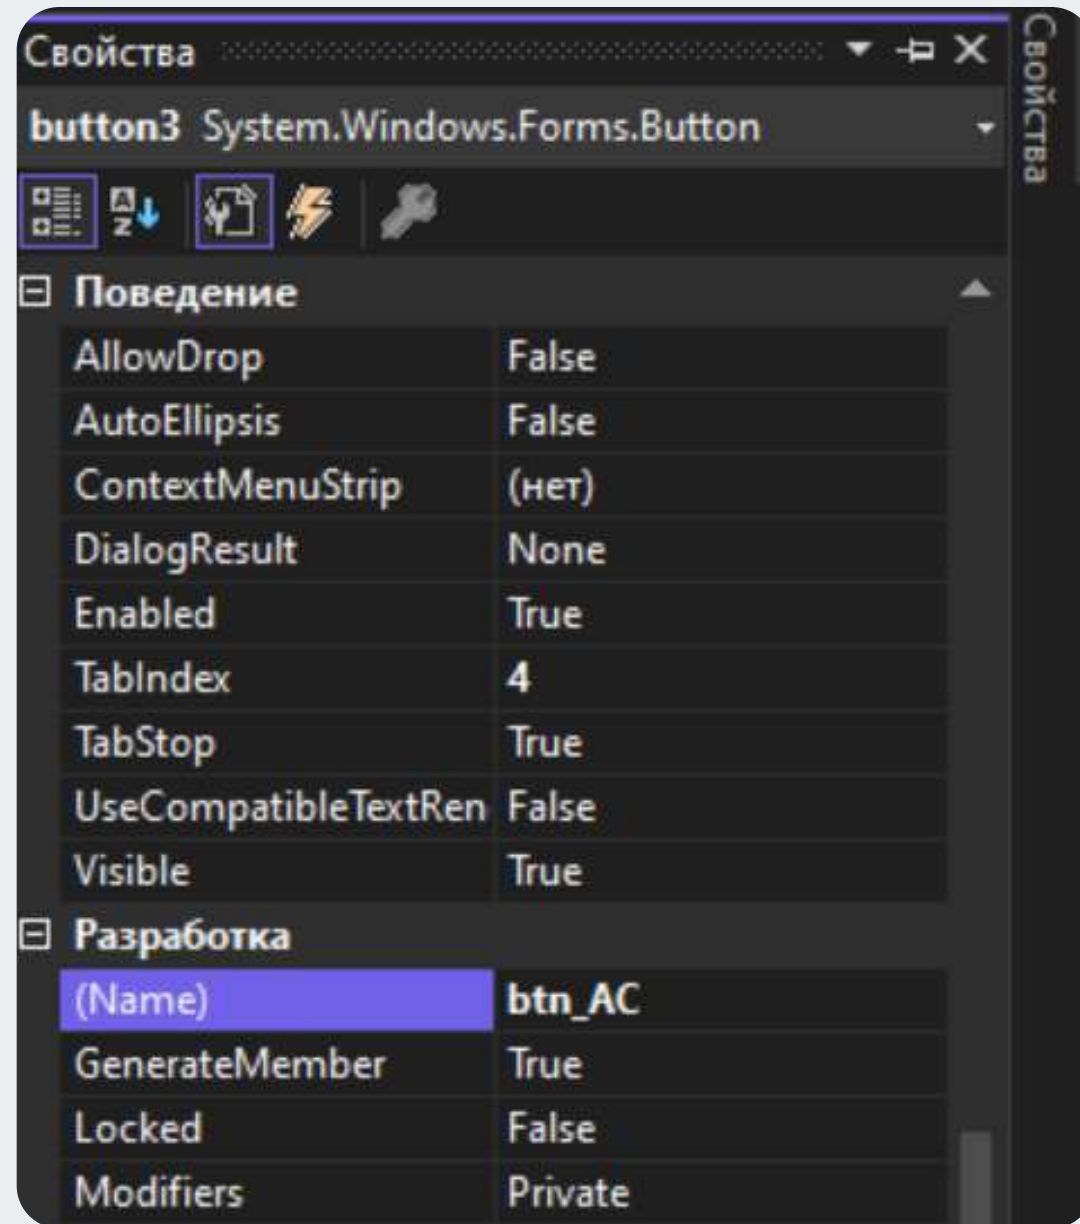 Свойства
button3 System.Windows.Forms.Button
Поведение
AllowDrop False
AutoEllipsis False
ContextMenuStrip (нет)
DialogResult None
Enabled True
TabIndex 4
TabStop True
UseCompatibleTextRen False
Visible True
Разработка
(Name) btn_AC
GenerateMember True
Locked False
Modifiers Private
Свойства